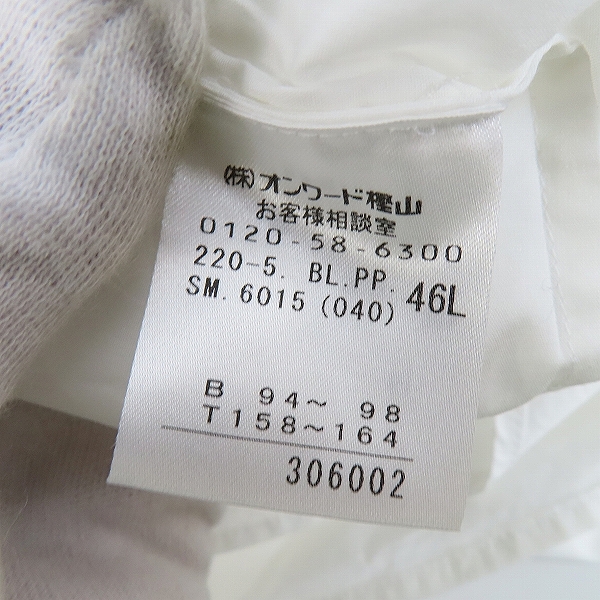 (株)オンワード樫山
お客様相談室
0120-58-6300
220-5. BL.PP. 46L
SM. 6015 (040)
B 94～ 98
T 158～164
306002